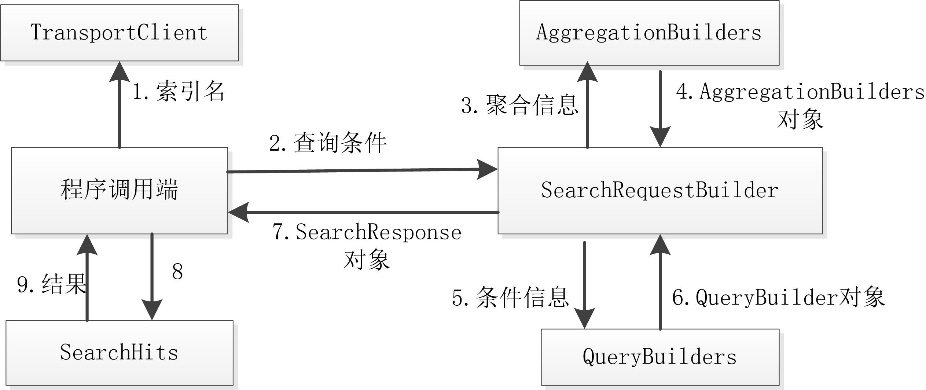 TransportClient
AggregationBuilders
1.索引名
3.聚合信息
4.AggregationBuilders
对象
2.查询条件
程序调用端
SearchRequestBuilder
7.SearchResponse
对象
9.结果
8
5.条件信息
6.QueryBuilder对象
SearchHits
QueryBuilders